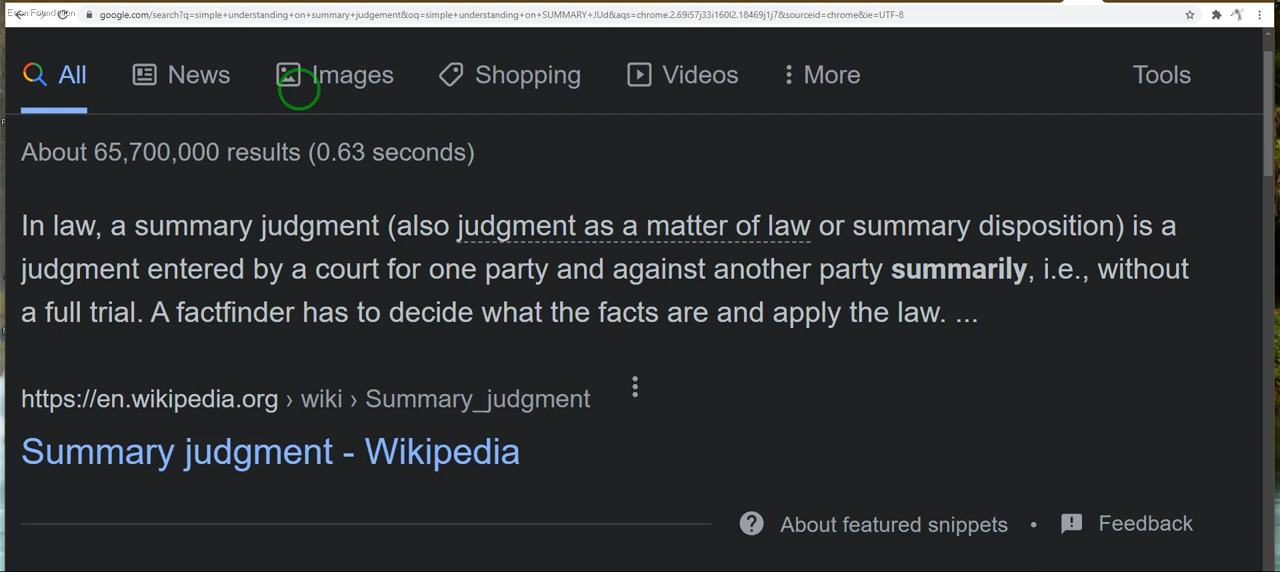 google.com/search?q=simple+understanding+on+summary+judgement&oq=simple+understanding+on+SUMMARY+JUd&aqs=chrome.2.69i57j33i160l2.18469j1j7&sourceid=chrome&ie=UTF-8
All News Images Shopping Videos More Tools
About 65,700,000 results (0.63 seconds)
In law, a summary judgment (also judgment as a matter of law or summary disposition) is a
judgment entered by a court for one party and against another party summarily, i.e., without
a full trial. A factfinder has to decide what the facts are and apply the law. ...
https://en.wikipedia.org › wiki › Summary_judgment
Summary judgment - Wikipedia
About featured snippets • Feedback